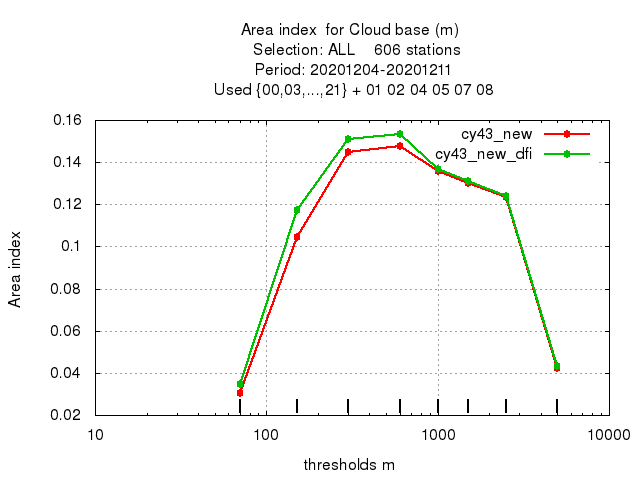 Area index  for Cloud base (m)
Selection: ALL    606 stations
Period: 20201204-20201211
Used {00,03,...,21} + 01 02 04 05 07 08
0.16
0.14
0.12
0.1
0.08
0.06
0.04
0.02
cy43_new
cy43_new_dfi
Area index
10
100
1000
10000
thresholds m